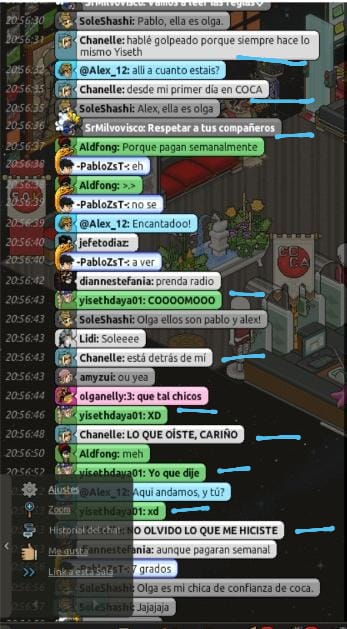 SrMilvovisco: Vamos a leer las reglas
20:56:30 SoleShashi: Pablo, ella es olga.
20:56:31 Chanelle: hablé golpeado porque siempre hace lo
mismo Yiseth
20:56:32 @Alex_12: alli a cuanto estais?
20:56:35 Chanelle: desde mi primer día en COCA
20:56:35 SoleShashi: Alex, ella es olga
20:56:36 SrMilvovisco: Respetar a tus compañeros
20:56:37 Aldfong: Porque pagan semanalmente
20:56:38 -PabloZsT-: eh
20:56:38 Aldfong: >.>
20:56:39 -PabloZsT-: no se
20:56:39 @Alex_12: Encantadoo!
20:56:40 jefetodiaz:
20:56:40 -PabloZsT-: a ver
20:56:42 diannestefania: prenda radio
20:56:43 yisethdaya01: COOOOMOOO
20:56:43 SoleShashi: Olga ellos son pablo y alex!
20:56:43 Lidi: Soleeee
20:56:43 Chanelle: está detrás de mí
20:56:43 amyzui: ou yea
20:56:44 olganelly:3: que tal chicos
20:56:46 yisethdaya01: XD
20:56:48 Chanelle: LO QUE OÍSTE, CARIÑO
20:56:50 Aldfong: meh
20:56:52 yisethdaya01: Yo que dije
@Alex_12: Aqui andamos, y tú?
yisethdaya01: xd
NO OLVIDO LO QUE ME HICISTE
diannestefania: aunque pagaran semanal
-PabloZsT-: 7 grados
SoleShashi: Olga es mi chica de confianza de coca.
SoleShashi: Jajajaja
Ajustes
Zoom
Historial del chat
Me gusta
Link a esta Sala